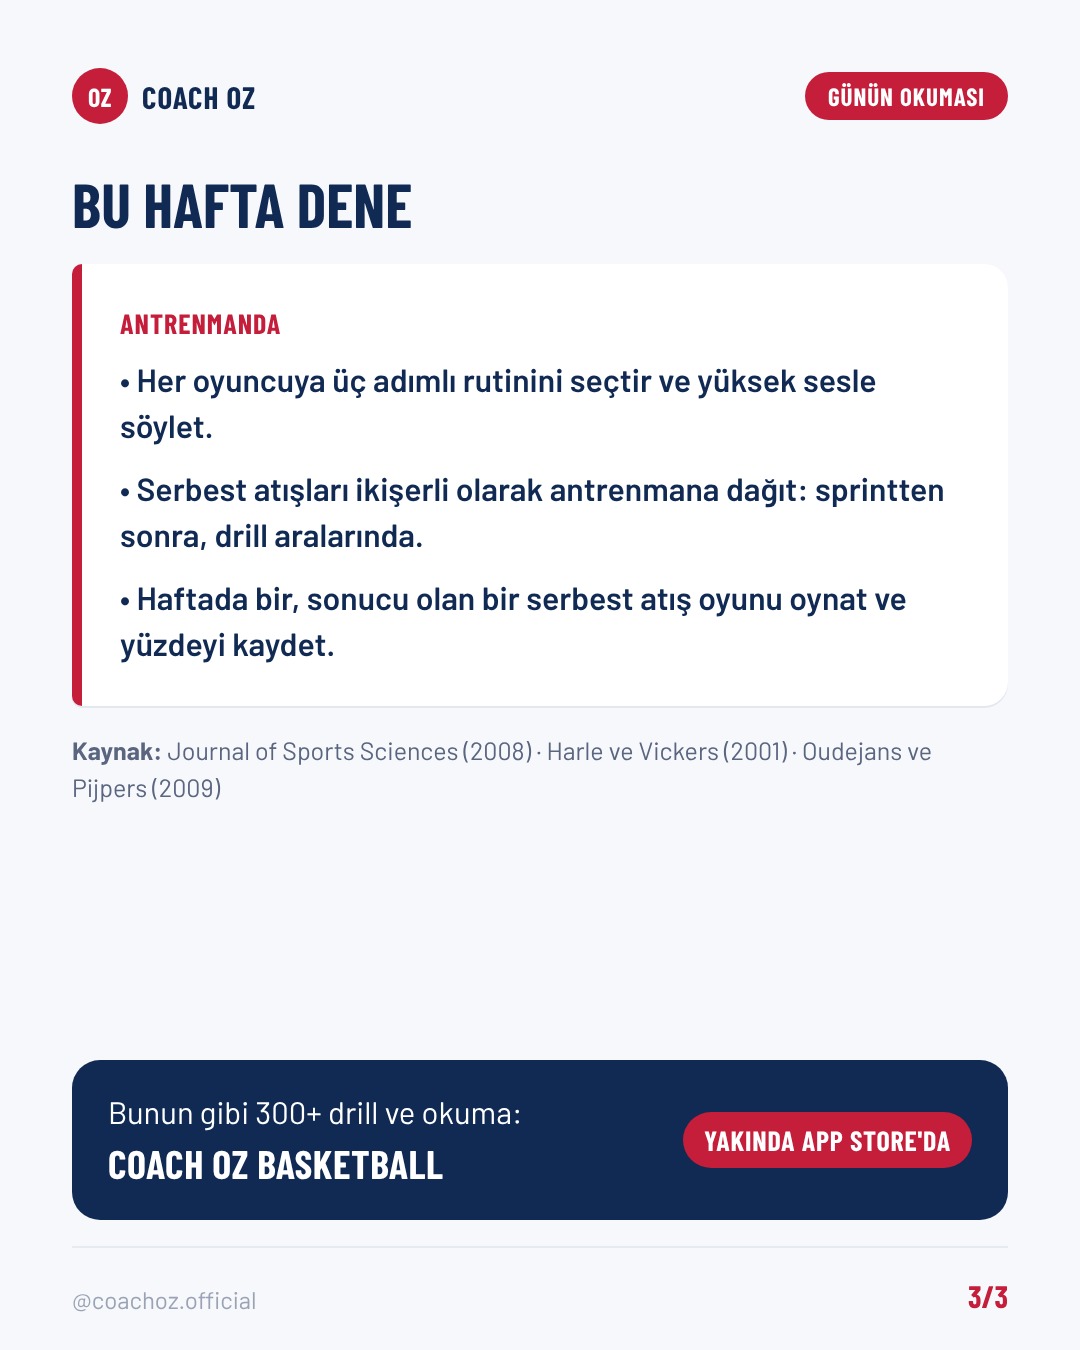 OZ COACH OZ
GÜNÜN OKUMASI
BU HAFTA DENE
ANTRENMANDA
• Her oyuncuya üç adımlı rutinini seçtir ve yüksek sesle
söylet.
• Serbest atışları ikişerli olarak antrenmana dağıt: sprintten
sonra, drill aralarında.
• Haftada bir, sonucu olan bir serbest atış oyunu oynat ve
yüzdeyi kaydet.
Kaynak: Journal of Sports Sciences (2008) · Harle ve Vickers (2001) · Oudejans ve
Pijpers (2009)
Bunun gibi 300+ drill ve okuma:
COACH OZ BASKETBALL
YAKINDA APP STORE'DA
@coachoz.official
3/3